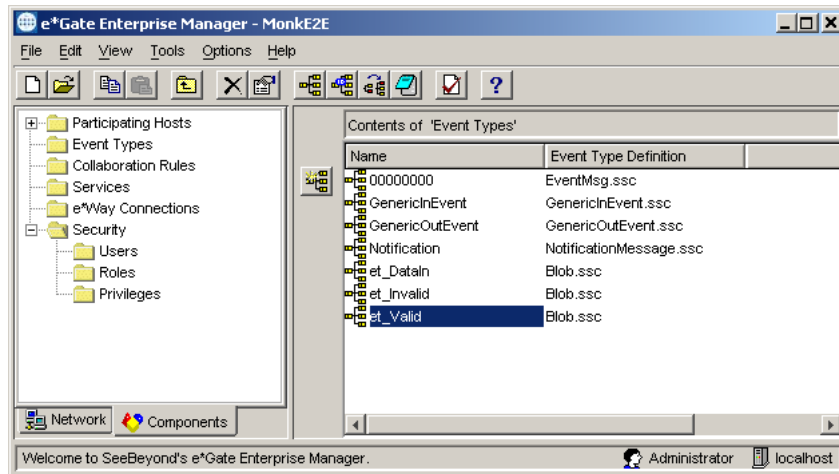 e*Gate Enterprise Manager - MonkE2E
File Edit View Tools Options Help
Participating Hosts
Event Types
Collaboration Rules
Services
e*Way Connections
Security
Users
Roles
Privileges
Network Components
Contents of 'Event Types'
Name Event Type Definition
00000000 EventMsg.ssc
GenericInEvent GenericInEvent.ssc
GenericOutEvent GenericOutEvent.ssc
Notification NotificationMessage.ssc
et_DataIn Blob.ssc
et_Invalid Blob.ssc
et_Valid Blob.ssc
Welcome to SeeBeyond's e*Gate Enterprise Manager. Administrator localhost